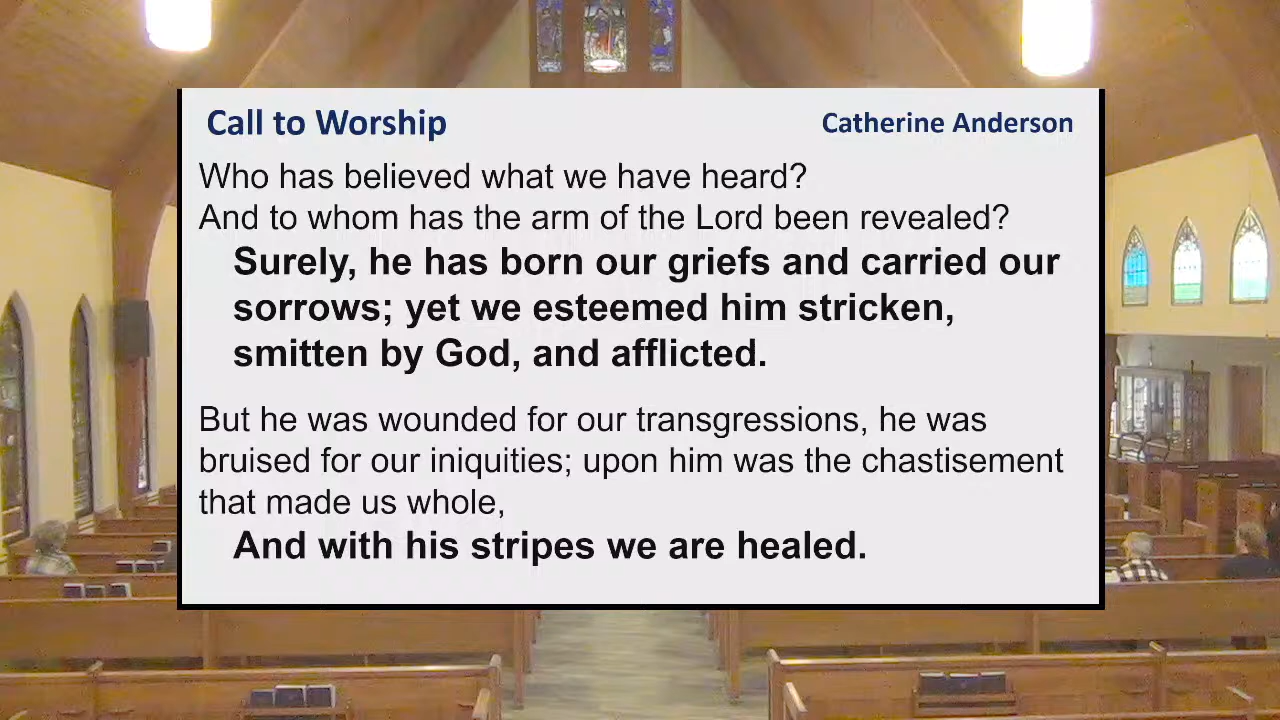 Call to Worship
Catherine Anderson
Who has believed what we have heard?
And to whom has the arm of the Lord been revealed?
Surely, he has born our griefs and carried our
sorrows; yet we esteemed him stricken,
smitten by God, and afflicted.
But he was wounded for our transgressions, he was
bruised for our iniquities; upon him was the chastisement
that made us whole,
And with his stripes we are healed.